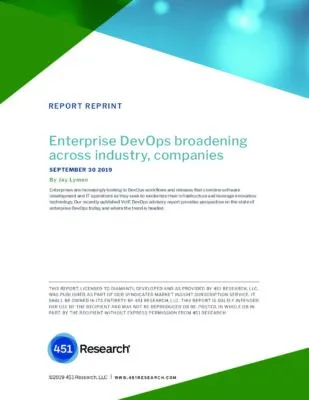 REPORT REPRINT
Enterprise DevOps broadening
across industry, companies
SEPTEMBER 30 2019
By Jay Lyman
Enterprises are increasingly looking to DevOps workflows and releases that combine software
development and IT operations as they seek to modernize their infrastructure and leverage innovative
technology. Our recently published VotE DevOps advisory report provides perspective on the state of
enterprise DevOps today and where the trend is headed.
THIS REPORT, LICENSED TO DIAMANTI, DEVELOPED AND AS PROVIDED BY 451 RESEARCH, LLC,
WAS PUBLISHED AS PART OF OUR SYNDICATED MARKET INSIGHT SUBSCRIPTION SERVICE. IT
SHALL BE OWNED IN ITS ENTIRETY BY 451 RESEARCH, LLC. THIS REPORT IS SOLELY INTENDED
FOR USE BY THE RECIPIENT AND MAY NOT BE REPRODUCED OR RE-POSTED, IN WHOLE OR IN
PART, BY THE RECIPIENT WITHOUT EXPRESS PERMISSION FROM 451 RESEARCH.
451 Research®
©2019 451 Research, LLC | WWW.451RESEARCH.COM